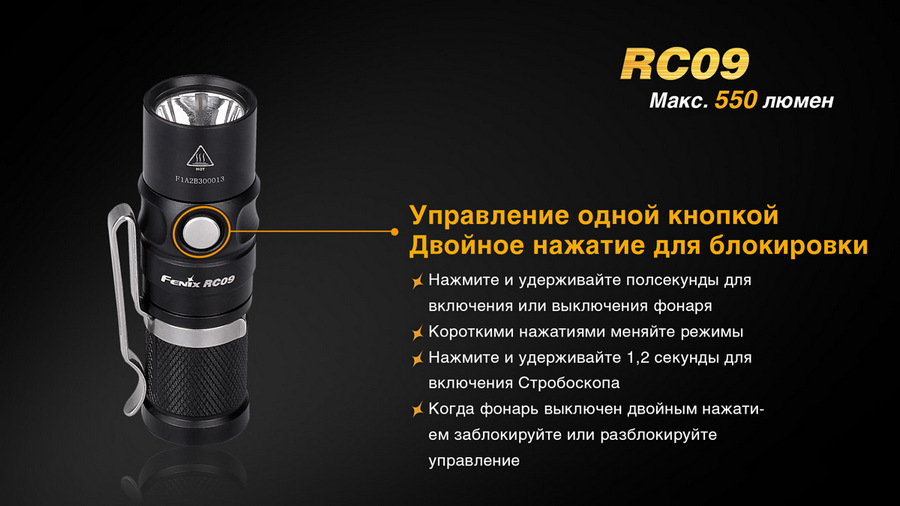 RC09
Макс. 550 люмен
HOT
F1A2B300013
FENIX RC09
Управление одной кнопкой
Двойное нажатие для блокировки
Нажмите и удерживайте полсекунды для
включения или выключения фонаря
Короткими нажатиями меняйте режимы
Нажмите и удерживайте 1,2 секунды для
включения Стробоскопа
Когда фонарь выключен двойным нажати-
ем заблокируйте или разблокируйте
управление